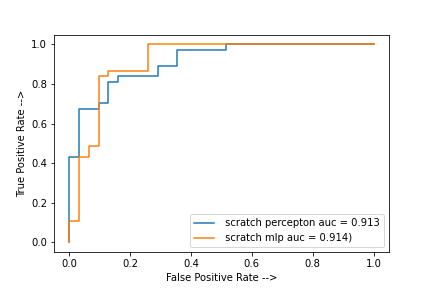 1.0
0.8
0.6
0.4
0.2
0.0
True Positive Rate -->
scratch percepton auc = 0.913
scratch mlp auc = 0.914)
0.0 0.2 0.4 0.6 0.8 1.0
False Positive Rate -->